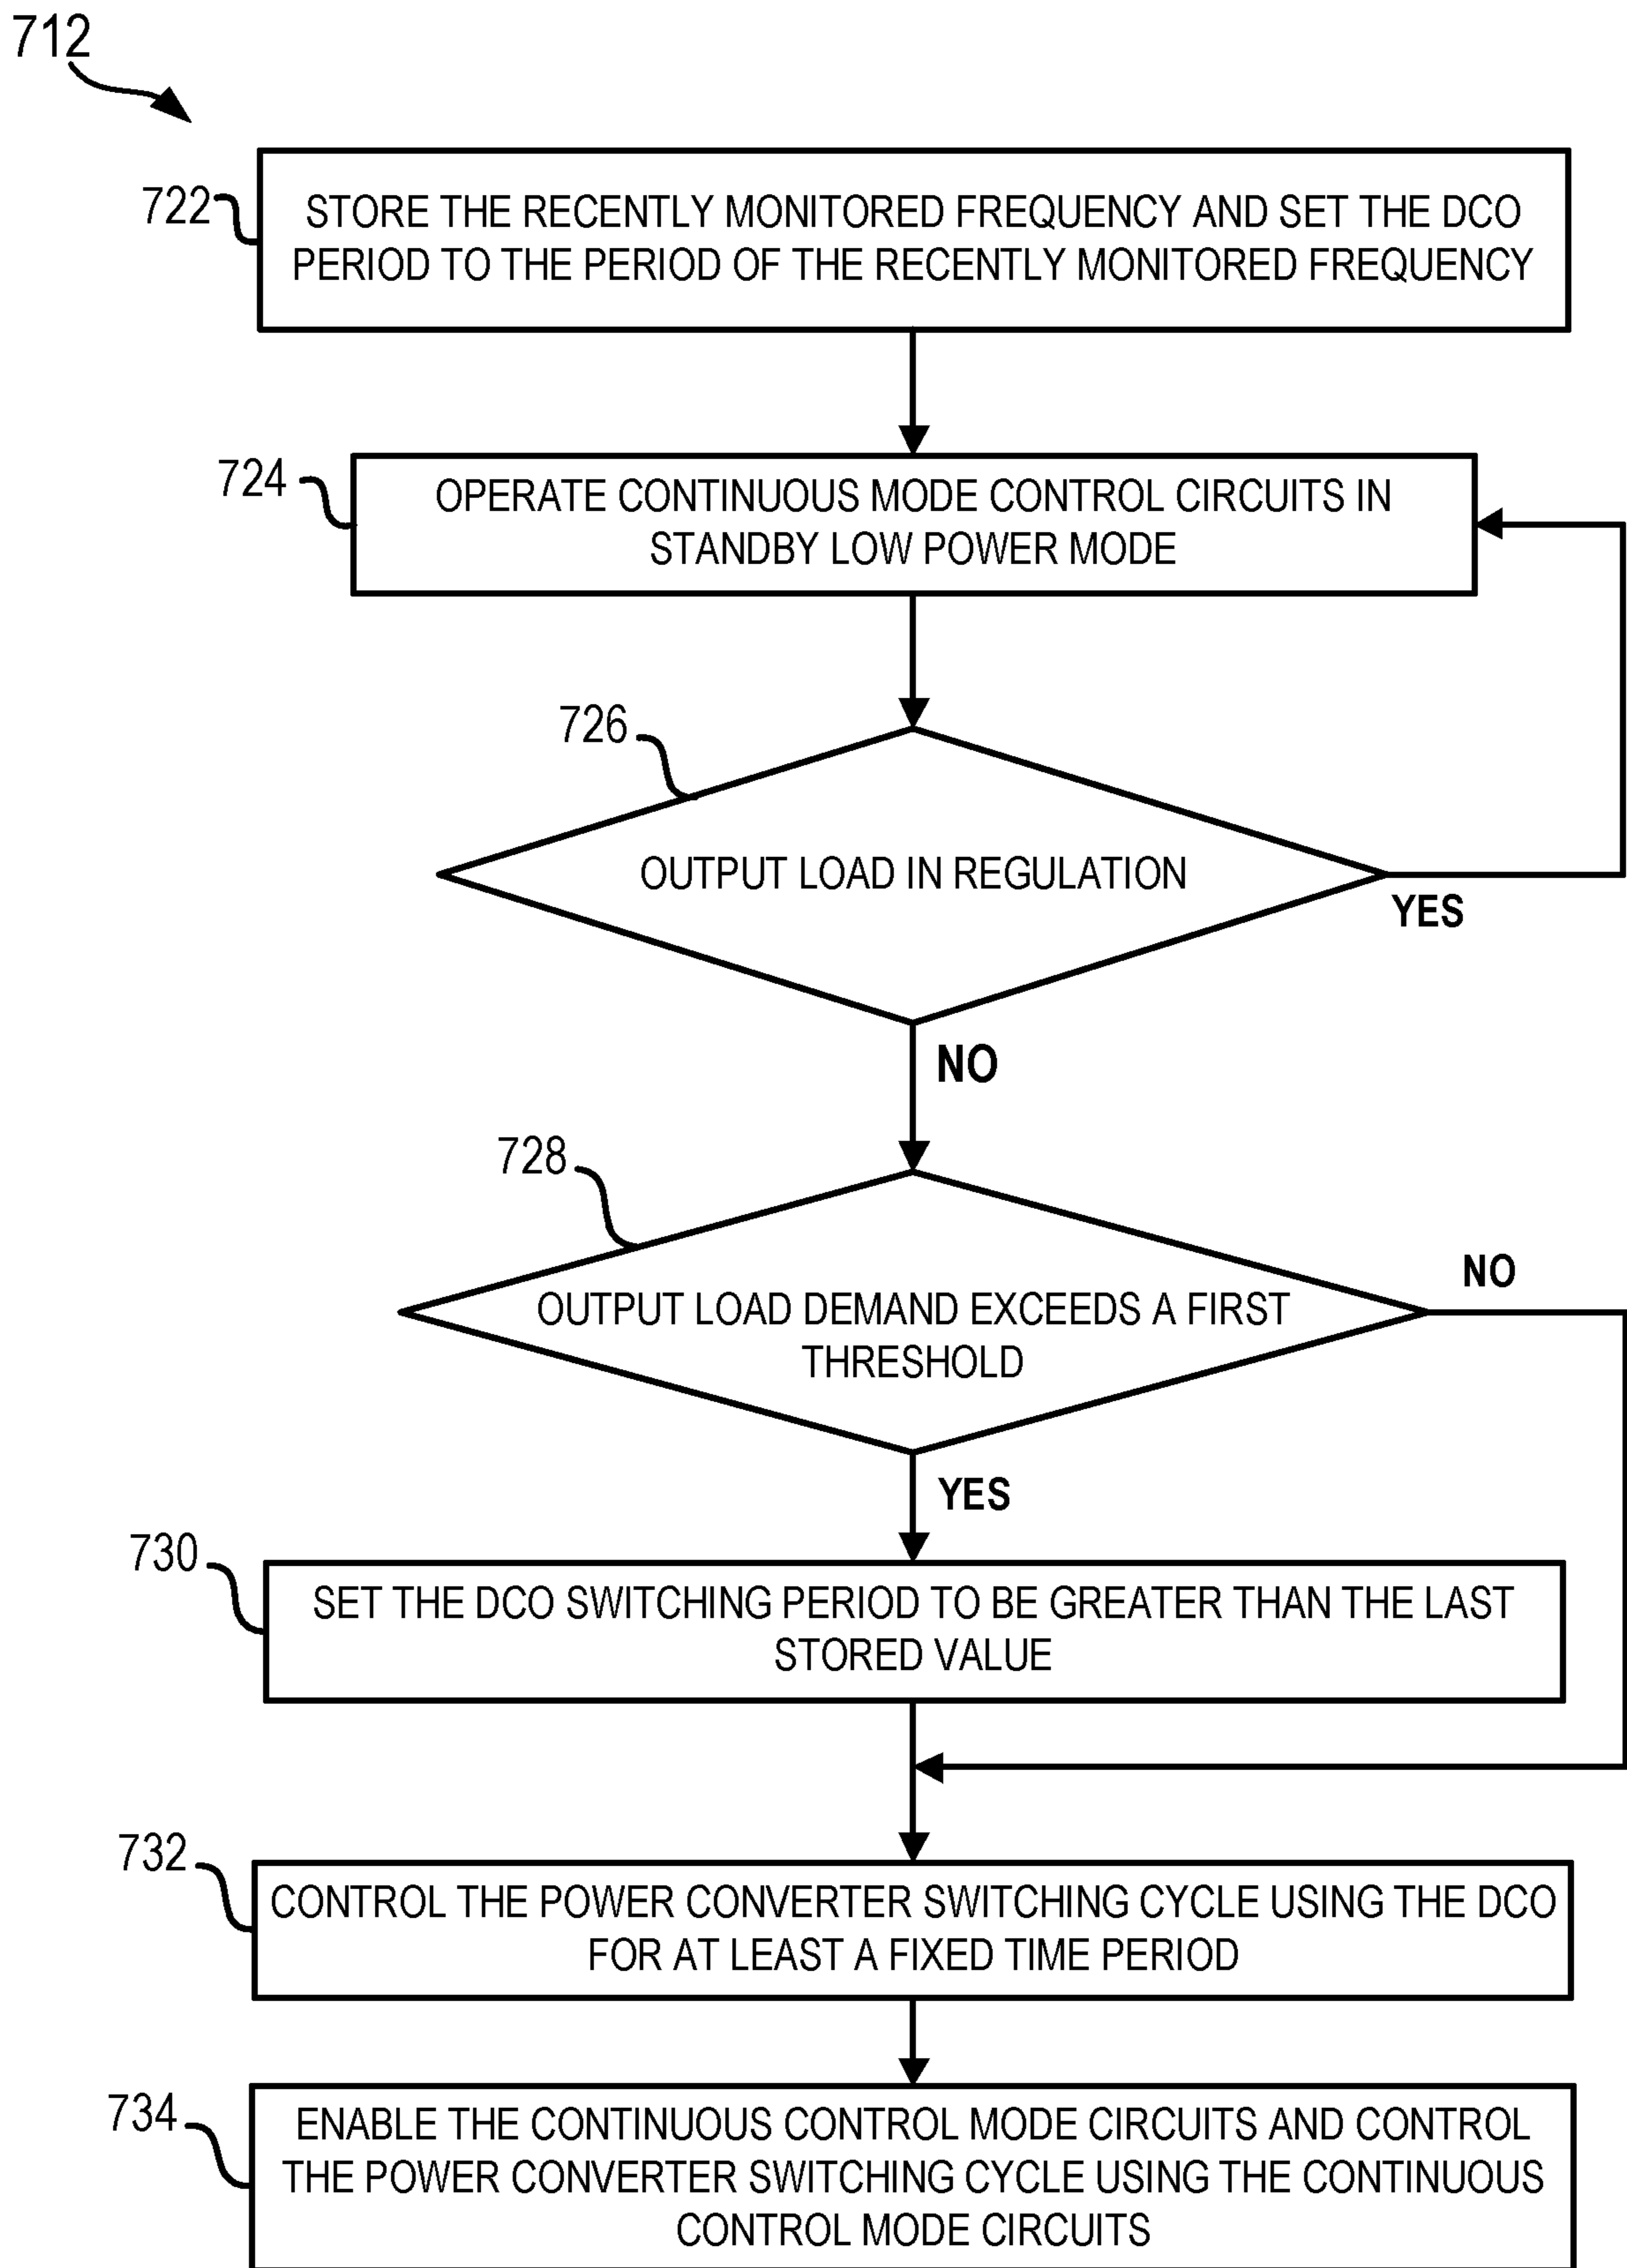 712
722
STORE THE RECENTLY MONITORED FREQUENCY AND SET THE DCO
PERIOD TO THE PERIOD OF THE RECENTLY MONITORED FREQUENCY
724
OPERATE CONTINUOUS MODE CONTROL CIRCUITS IN
STANDBY LOW POWER MODE
726
OUTPUT LOAD IN REGULATION
YES
NO
728
OUTPUT LOAD DEMAND EXCEEDS A FIRST
THRESHOLD
NO
YES
730
SET THE DCO SWITCHING PERIOD TO BE GREATER THAN THE LAST
STORED VALUE
732
CONTROL THE POWER CONVERTER SWITCHING CYCLE USING THE DCO
FOR AT LEAST A FIXED TIME PERIOD
734
ENABLE THE CONTINUOUS CONTROL MODE CIRCUITS AND CONTROL
THE POWER CONVERTER SWITCHING CYCLE USING THE CONTINUOUS
CONTROL MODE CIRCUITS